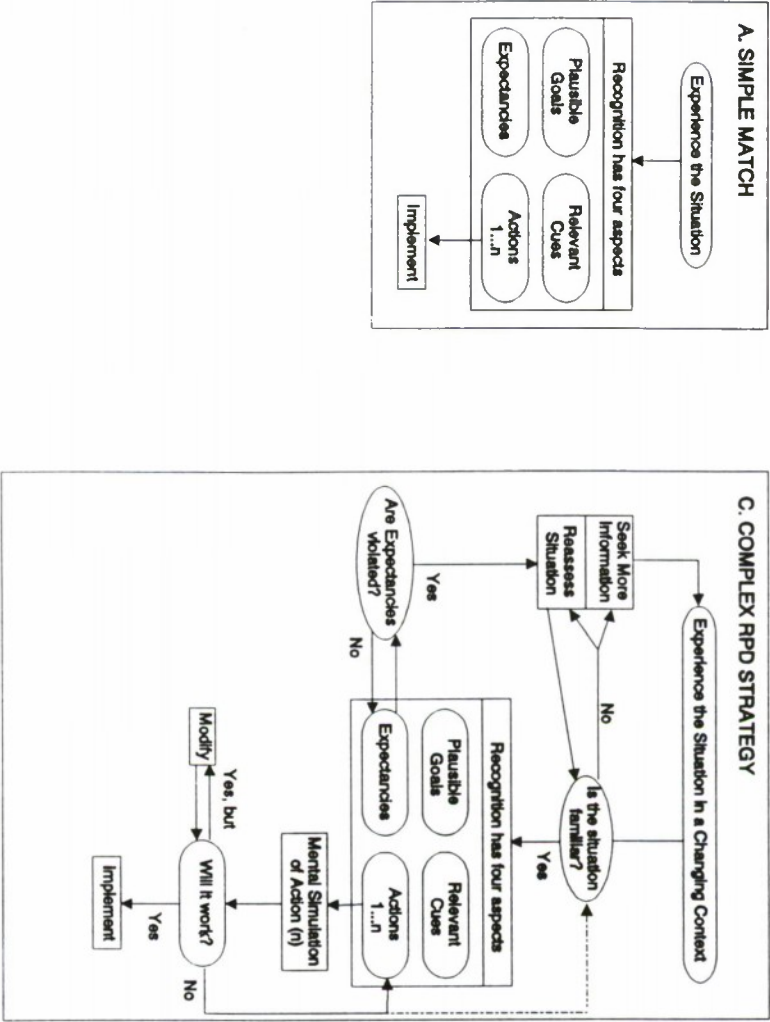 A. SIMPLE MATCH
Experience the Situation
Recognition has four aspects
Plausible
Goals
Relevant
Cues
Expectancies
Actions
1...n
Implement
C. COMPLEX RPD STRATEGY
Experience the Situation in a Changing Context
Seek More
Information
Reassess
Situation
No
Is the situation
familiar?
Yes
Yes
Are Expectancies
violated?
No
Recognition has four aspects
Plausible
Goals
Relevant
Cues
Expectancies
Actions
1...n
Mental Simulation
of Action (n)
Modify
Yes, but
Will it work?
No
Yes
Implement